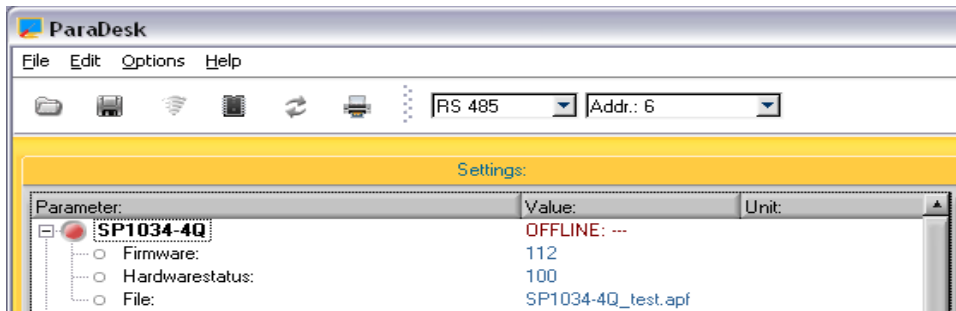 ParaDesk
File Edit Options Help
RS 485 Addr.: 6
Settings:
Parameter: Value: Unit:
SP1034-4Q OFFLINE: ---
Firmware: 112
Hardwarestatus: 100
File: SP1034-4Q_test.apf